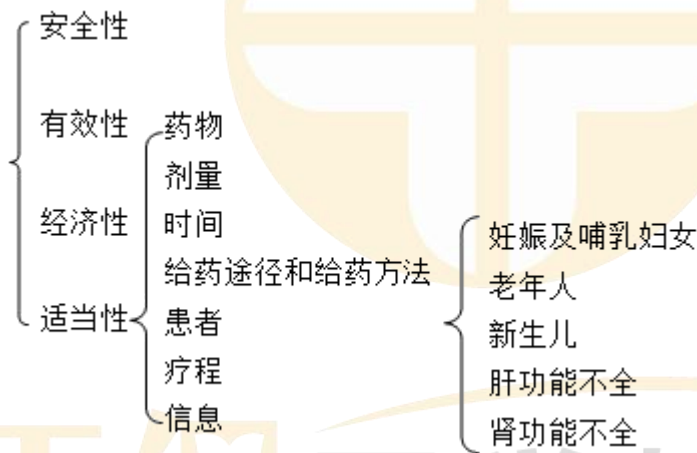 安全性
有效性
经济性
适当性
药物
剂量
时间
给药途径和给药方法
患者
疗程
信息
妊娠及哺乳妇女
老年人
新生儿
肝功能不全
肾功能不全